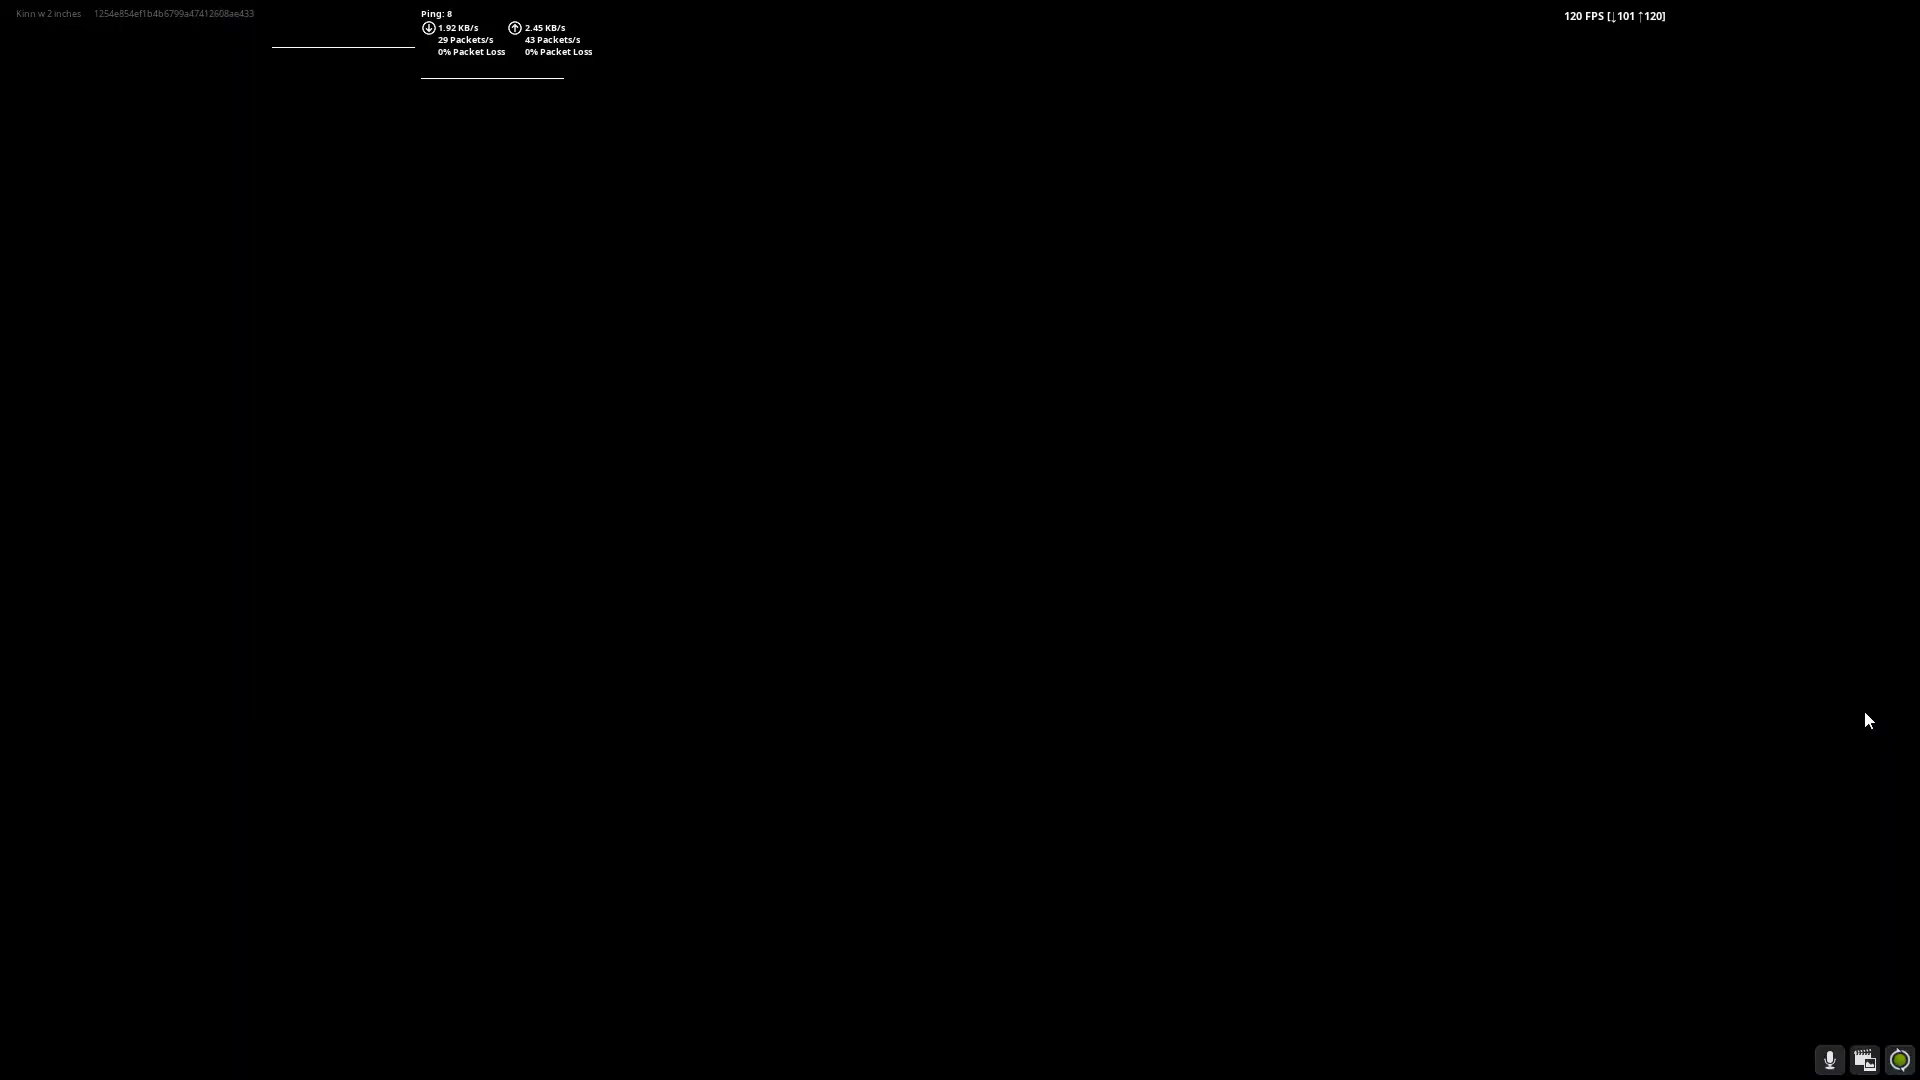 Kinn w 2 inches 1254e854ef1b4b6799a47412608ae433
Ping: 8
1.92 KB/s 2.45 KB/s
29 Packets/s 43 Packets/s
0% Packet Loss 0% Packet Loss
120 FPS [↓101 ↑120]